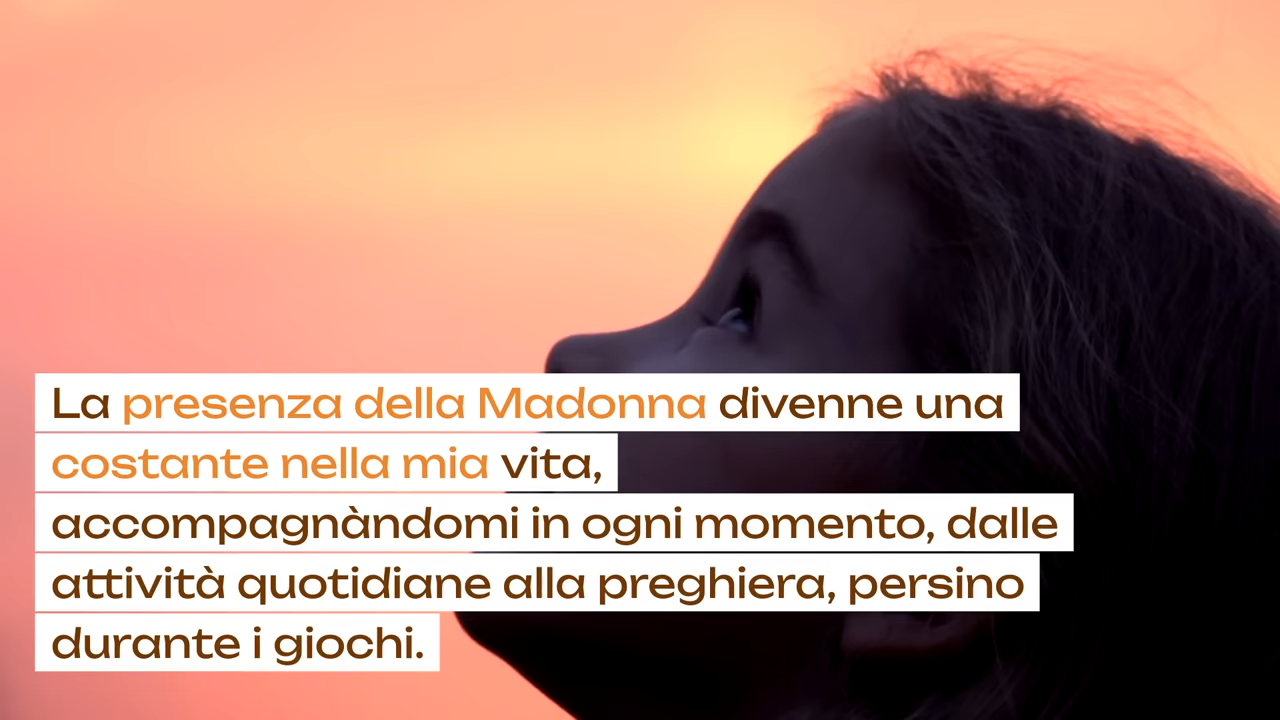 La presenza della Madonna divenne una
costante nella mia vita,
accompagnàndomi in ogni momento, dalle
attività quotidiane alla preghiera, persino
durante i giochi.